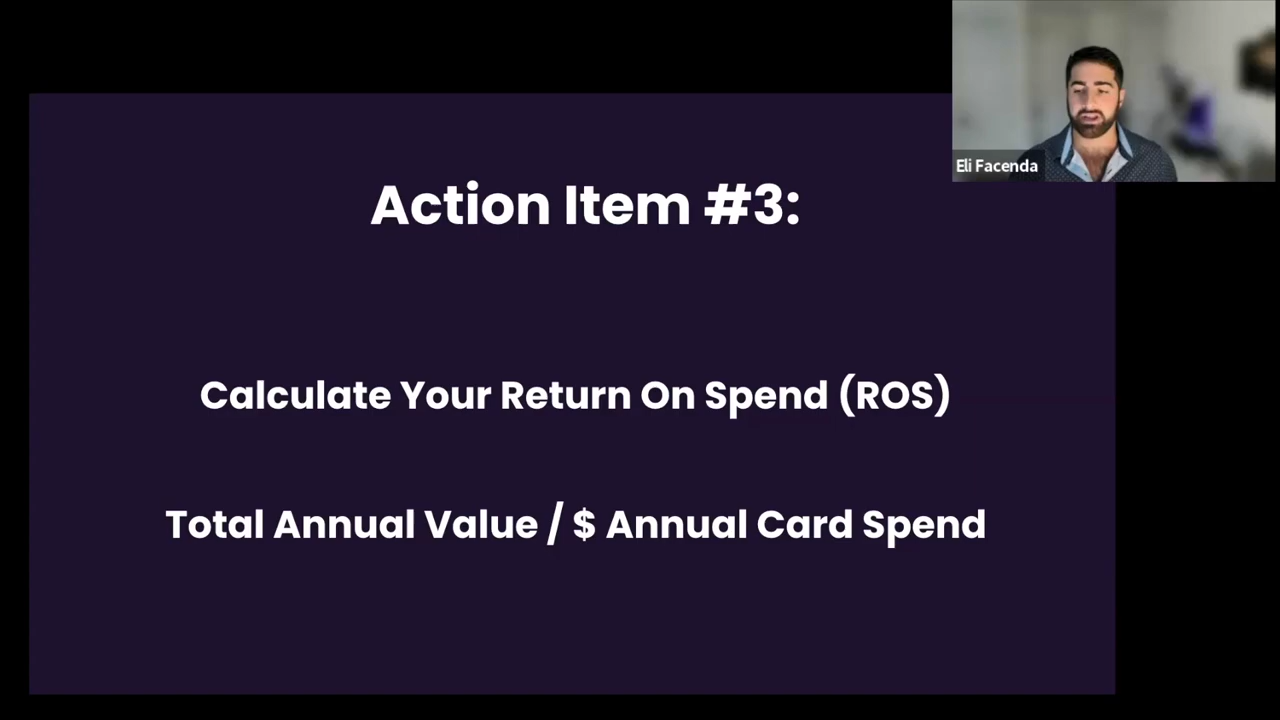 Eli Facenda
Action Item #3:
Calculate Your Return On Spend (ROS)
Total Annual Value / $ Annual Card Spend